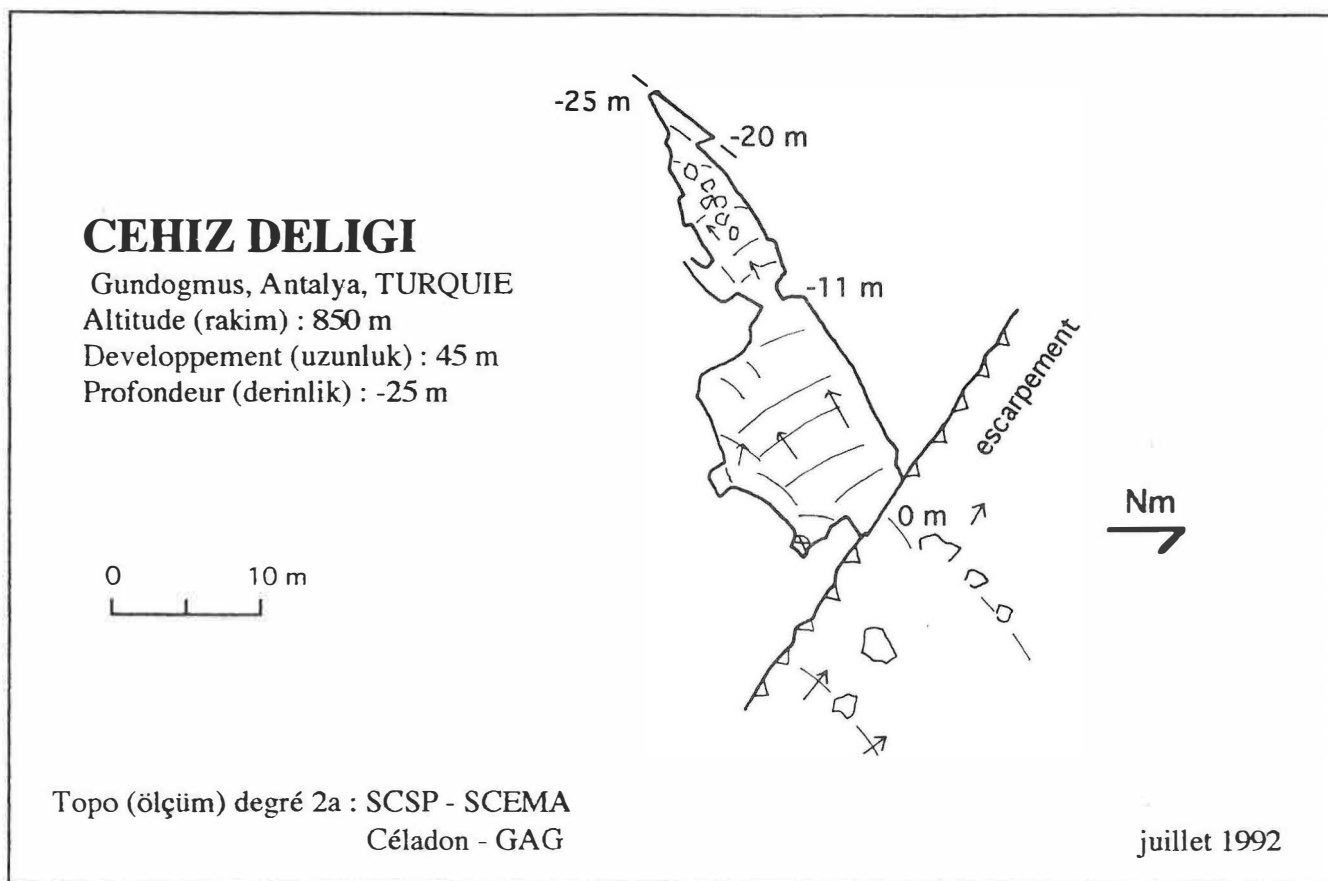 -25 m
-20 m
CEHIZ DELIGI
Gundogmus, Antalya, TURQUIE
Altitude (rakim) : 850 m
Developpement (uzunluk) : 45 m
Profondeur (derinlik) : -25 m
-11 m
escarpement
0 m
Nm
0 10 m
Topo (ölçüm) degré 2a : SCSP - SCEMA
Céladon - GAG
juillet 1992